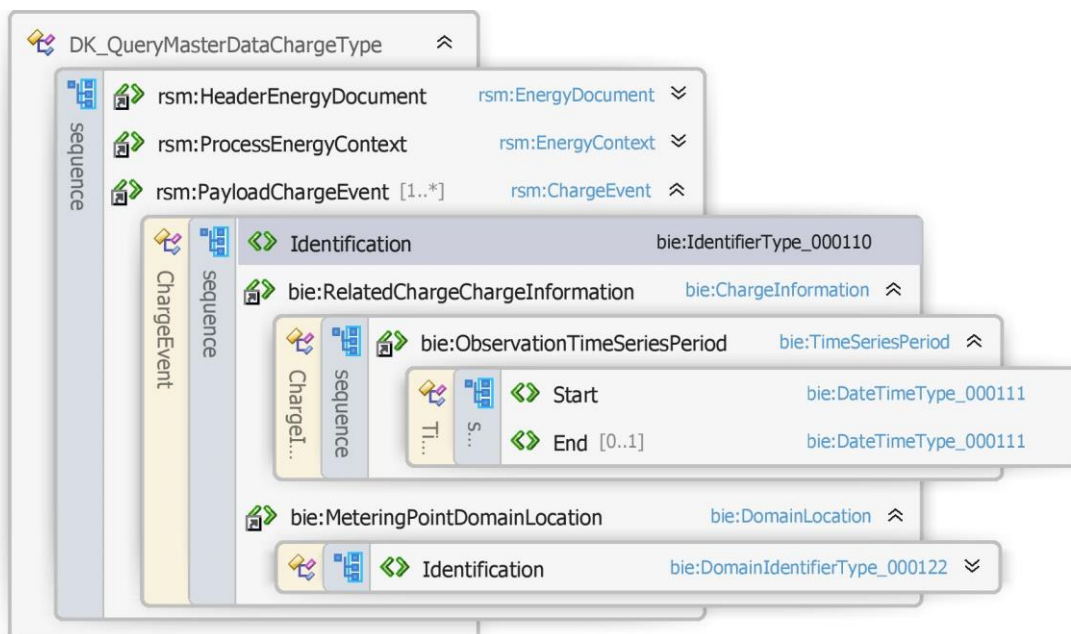 DK_QueryMasterDataChargeType
sequence
rsm:HeaderEnergyDocument rsm:EnergyDocument
rsm:ProcessEnergyContext rsm:EnergyContext
rsm:PayloadChargeEvent [1..*] rsm:ChargeEvent
ChargeEvent
sequence
Identification bie:IdentifierType_000110
bie:RelatedChargeChargeInformation bie:ChargeInformation
ChargeI...
sequence
bie:ObservationTimeSeriesPeriod bie:TimeSeriesPeriod
Ti...
s...
Start bie:DateTimeType_000111
End [0..1] bie:DateTimeType_000111
bie:MeteringPointDomainLocation bie:DomainLocation
Identification bie:DomainIdentifierType_000122